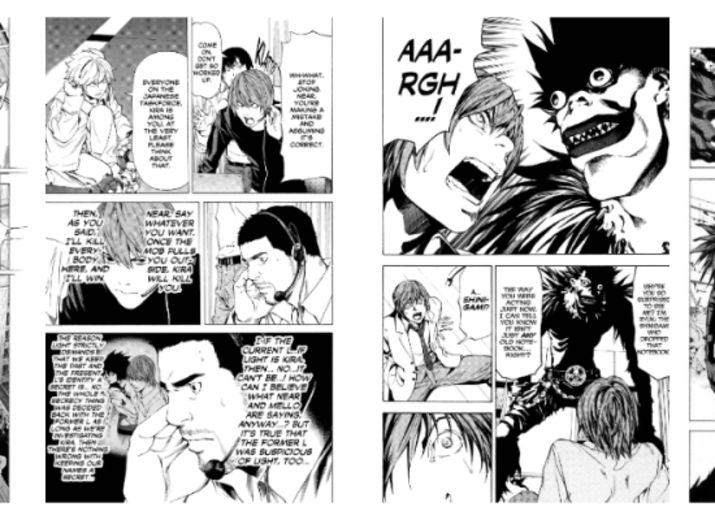 COME
ON,
DON'T
GET SO
WORKED
UP.
WH-WHAT,
STOP
JOKING,
NEAR.
YOU'RE
MAKING A
MISTAKE
AND
ASSUMING
IT'S
CORRECT.
EVERYONE
ON THE
JAPANESE
TASKFORCE,
KIRA IS
AMONG
YOU. AT
THE VERY
LEAST,
PLEASE
THINK
ABOUT
THAT.
THEN,
AS YOU
SAID,
I'LL KILL
EVERY-
BODY
HERE, AND
I'LL WIN.
NEAR, SAY
WHATEVER
YOU WANT.
ONCE THE
MOB PULLS
YOU OUT-
SIDE, KIRA
WILL KILL
YOU.
THE REASON
LIGHT STRICTLY
DEMANDS
THAT WE KEEP
THE PAST AND
THE PRESENT
L'S IDENTITY A
SECRET IS... NO,
THE WHOLE
SECRECY THING
WAS DECIDED
BACK WITH THE
FORMER L. AS
LONG AS WE'RE
INVESTIGATING
KIRA, THEN
THERE'S NOTHING
WRONG WITH
KEEPING OUR
NAMES A
SECRET
IF THE
CURRENT L...IF
LIGHT IS KIRA,
THEN... NO...IT
CAN'T BE...! HOW
CAN I BELIEVE
WHAT NEAR
AND MELLO
ARE SAYING,
ANYWAY...? BUT
IT'S TRUE THAT
THE FORMER L
WAS SUSPICIOUS
OF LIGHT, TOO...
AAA-
RGH
!....
A...
SHINI-
GAMI?
WHY'RE
YOU SO
SURPRISED
TO SEE
ME? I'M
RYUK, THE
SHINIGAMI
WHO
DROPPED
THAT
NOTEBOOK
THE WAY
YOU WERE
ACTING
JUST NOW,
I CAN TELL
YOU KNOW
IT ISN'T
JUST ANY
OLD NOTE-
BOOK....
RIGHT?